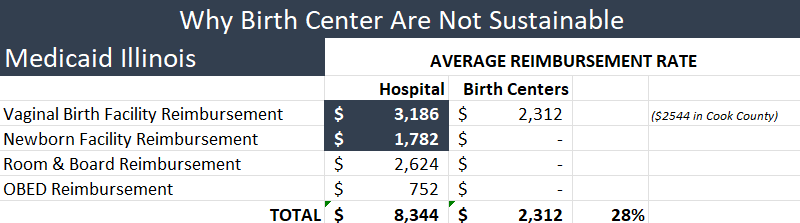 Why Birth Center Are Not Sustainable
Medicaid Illinois AVERAGE REIMBURSEMENT RATE
Hospital Birth Centers
Vaginal Birth Facility Reimbursement $ 3,186 $ 2,312 ($2544 in Cook County)
Newborn Facility Reimbursement $ 1,782 $ -
Room & Board Reimbursement $ 2,624 $ -
OBED Reimbursement $ 752 $ -
TOTAL $ 8,344 $ 2,312 28%